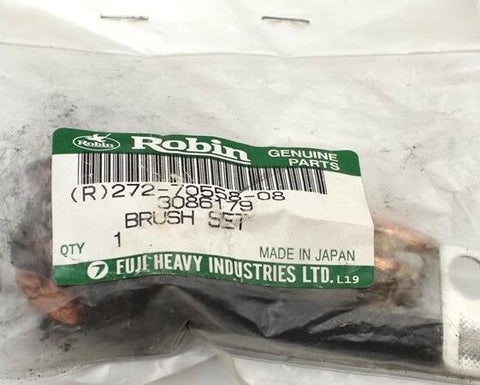 Robin Robin GENUINE PARTS
(R)272-70558-08
3086179
BRUSH SET
QTY 1
MADE IN JAPAN
7 FUJI HEAVY INDUSTRIES LTD. L19